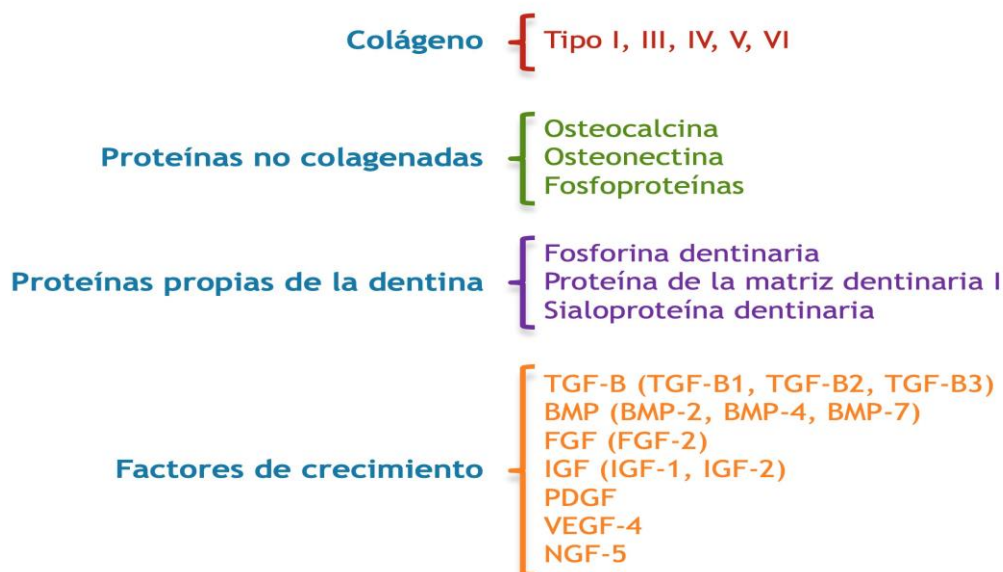 Colágeno
Tipo I, III, IV, V, VI
Proteínas no colagenadas
Osteocalcina
Osteonectina
Fosfoproteínas
Proteínas propias de la dentina
Fosforina dentinaria
Proteína de la matriz dentinaria I
Sialoproteína dentinaria
Factores de crecimiento
TGF-B (TGF-B1, TGF-B2, TGF-B3)
BMP (BMP-2, BMP-4, BMP-7)
FGF (FGF-2)
IGF (IGF-1, IGF-2)
PDGF
VEGF-4
NGF-5